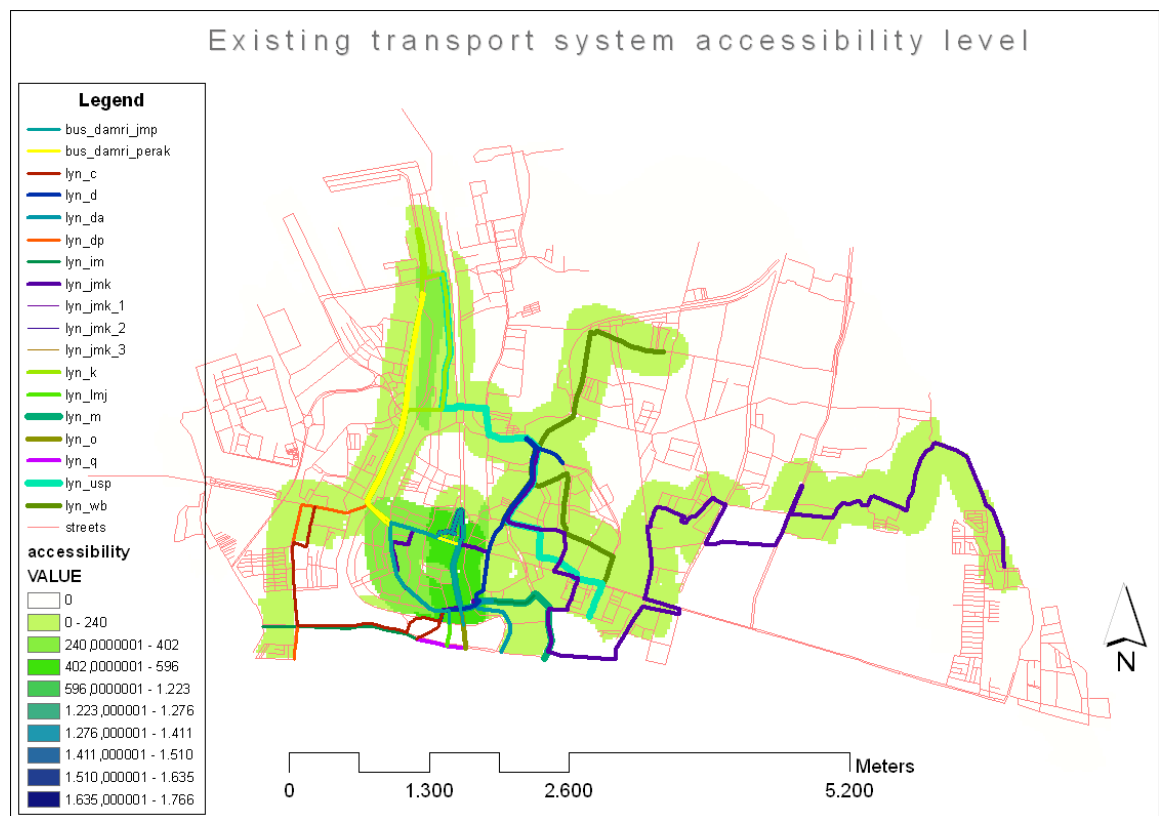 Existing transport system accessibility level
Legend
bus_damri_jmp
bus_damri_perak
lyn_c
lyn_d
lyn_da
lyn_dp
lyn_im
lyn_jmk
lyn_jmk_1
lyn_jmk_2
lyn_jmk_3
lyn_k
lyn_lmj
lyn_m
lyn_o
lyn_q
lyn_usp
lyn_wb
streets
accessibility
VALUE
0
0 - 240
240,0000001 - 402
402,0000001 - 596
596,0000001 - 1.223
1.223,000001 - 1.276
1.276,000001 - 1.411
1.411,000001 - 1.510
1.510,000001 - 1.635
1.635,000001 - 1.766
N
Meters
0 1.300 2.600 5.200